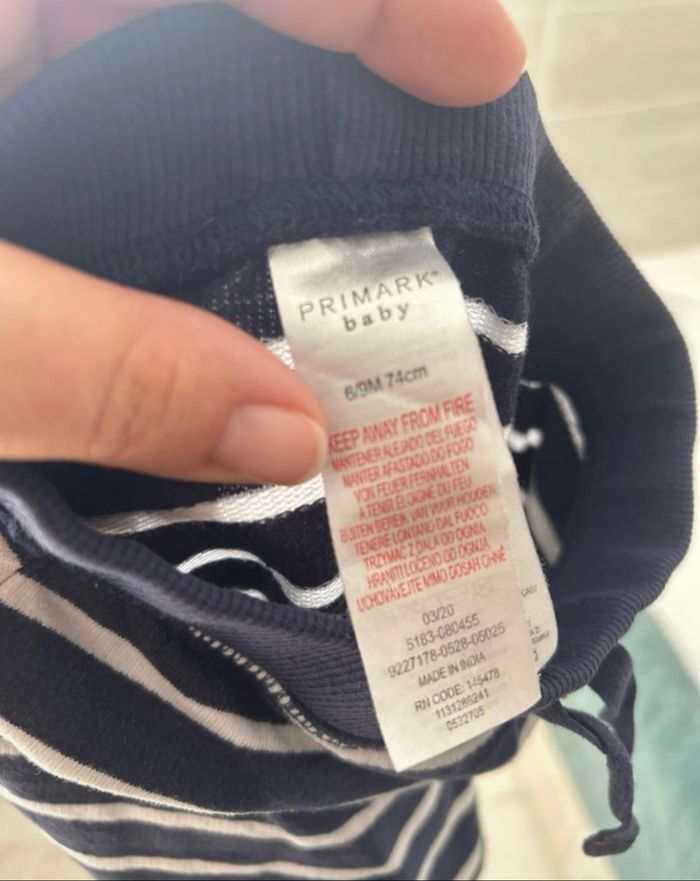 PRIMARK®
baby
6/9M 74cm
KEEP AWAY FROM FIRE
MANTENER ALEJADO DEL FUEGO
MANTER AFASTADO DO FOGO
VON FEUER FERNHALTEN
A TENIR ÉLOIGNÉ DU FEU
BUITEN BEREIK VAN VUUR HOUDEN
TENERE LONTANO DAL FUOCO
TRZYMAĆ Z DALA OD OGNIA
HRANITI LOČENO OD OGNJA
UCHOVÁVEJTE MIMO DOSAH OHNĚ
03/20
5183-080455
9227178-0528-05025
MADE IN INDIA
RN CODE: 145478
1131286241
0532705